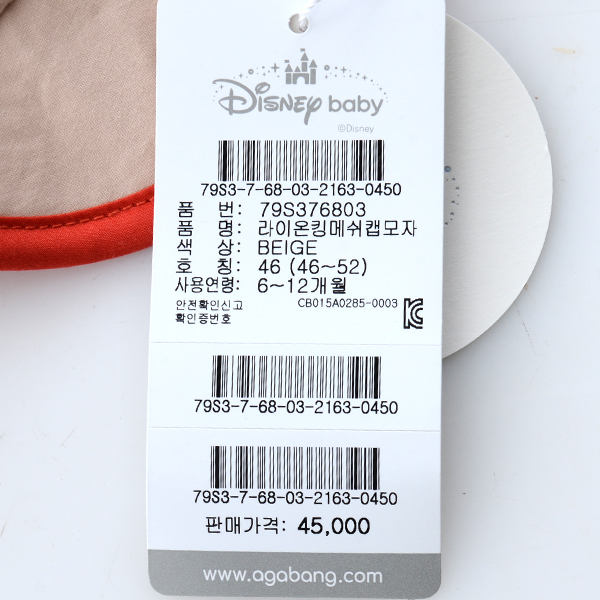 Disney baby
©Disney
79S3-7-68-03-2163-0450
품 번: 79S376803
품 명: 라이온킹메쉬캡모자
색 상: BEIGE
호 칭: 46 (46~52)
사용연령: 6~12개월
안전확인신고
확인증번호
CB015A0285-0003
79S3-7-68-03-2163-0450
79S3-7-68-03-2163-0450
판매가격: 45,000
www.agabang.com